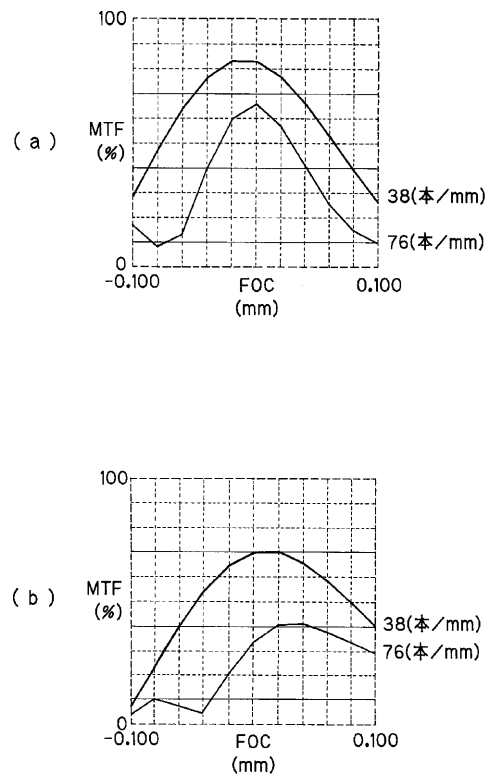 100
( a )
MTF
(%)
38(本/mm)
76(本/mm)
0
-0.100
FOC
0.100
(mm)
100
( b )
MTF
(%)
38(本/mm)
76(本/mm)
0
-0.100
FOC
0.100
(mm)